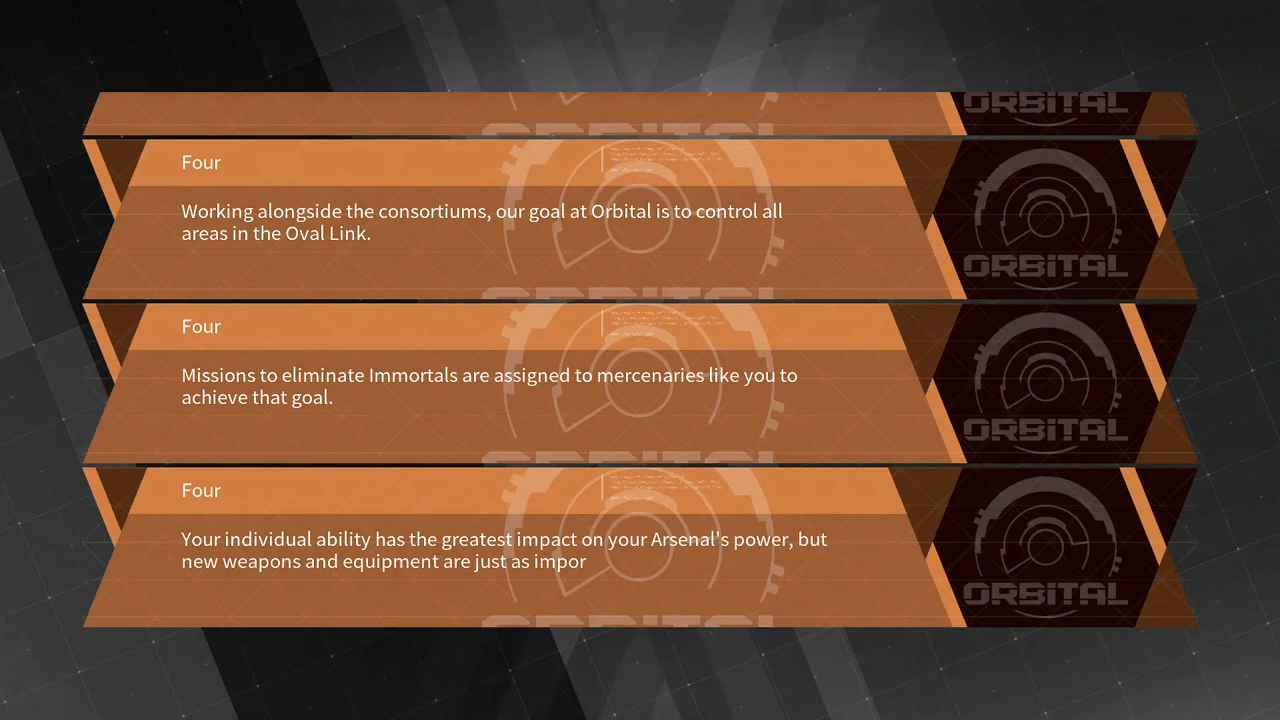 ORBITAL
Four
Working alongside the consortiums, our goal at Orbital is to control all
areas in the Oval Link.
ORBITAL
Four
Missions to eliminate Immortals are assigned to mercenaries like you to
achieve that goal.
ORBITAL
Four
Your individual ability has the greatest impact on your Arsenal's power, but
new weapons and equipment are just as impor
ORBITAL